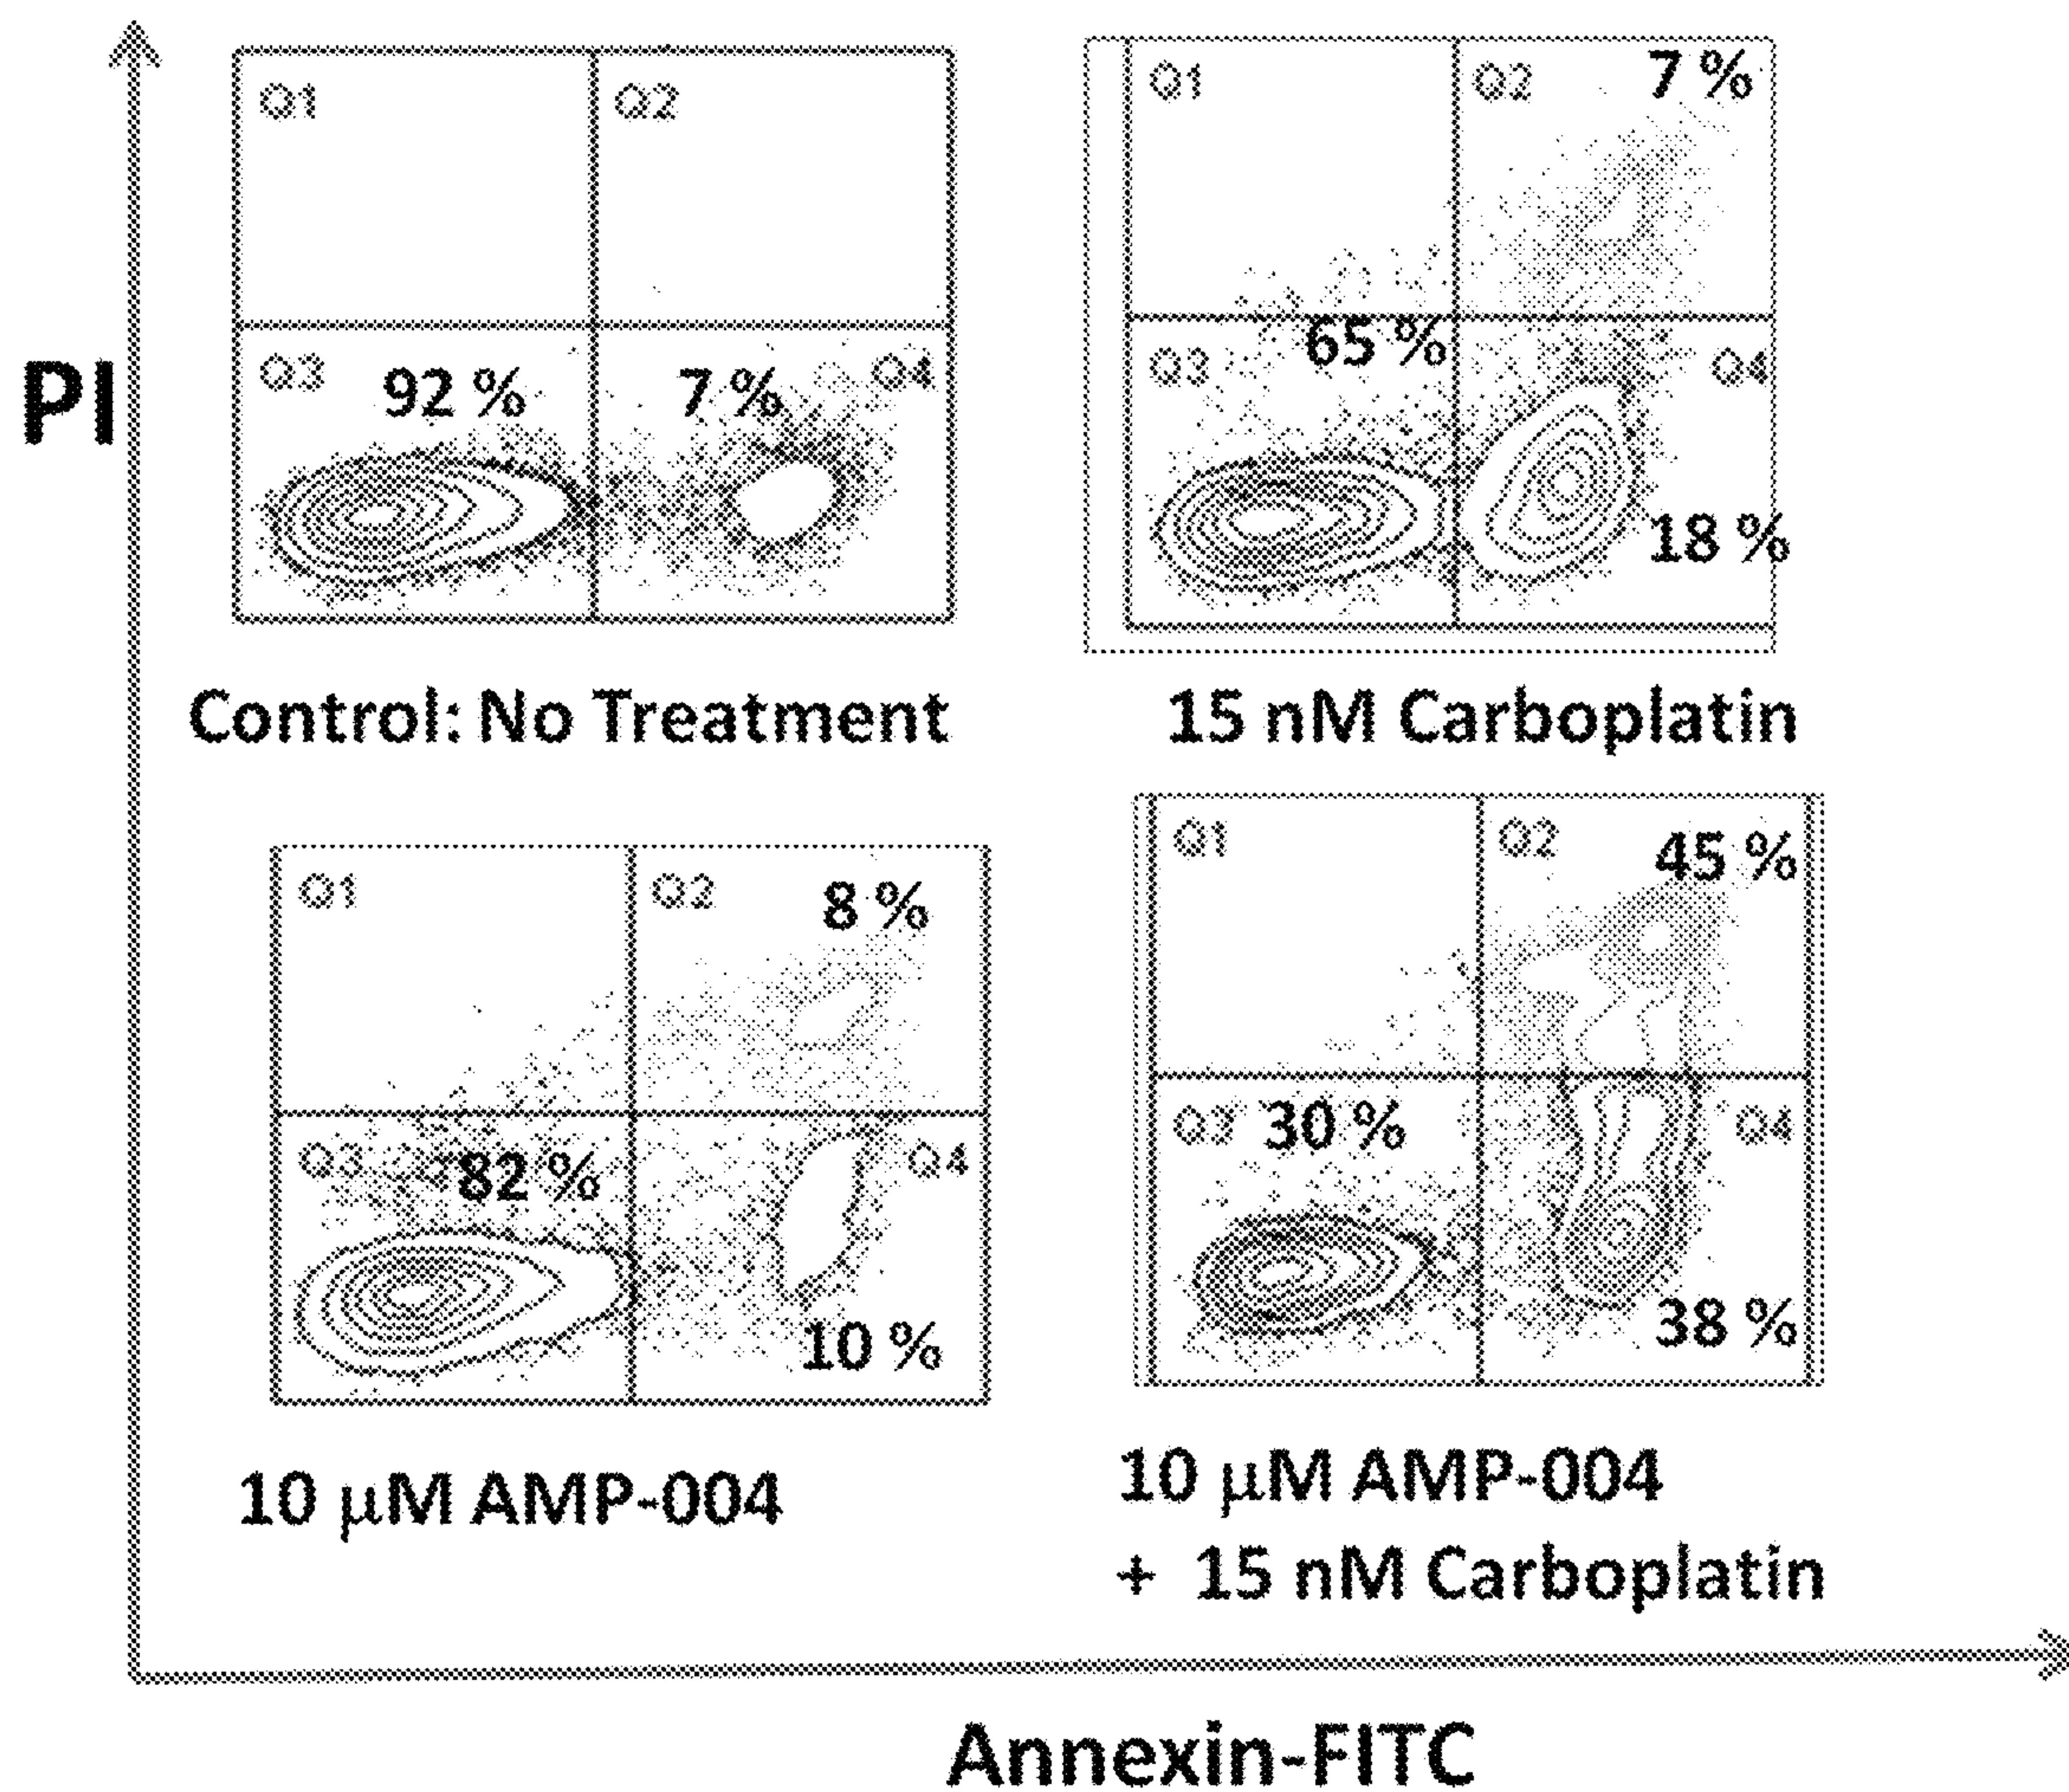 PI
Q1
Q2
Q3
92 %
7 %
Q4
Control: No Treatment
Q1
Q2
7 %
Q3
65 %
Q4
18 %
15 nM Carboplatin
Q1
Q2
8 %
Q3
82 %
Q4
10 %
10 μM AMP-004
Q1
Q2
45 %
Q3
30 %
Q4
38 %
10 μM AMP-004
+ 15 nM Carboplatin
Annexin-FITC